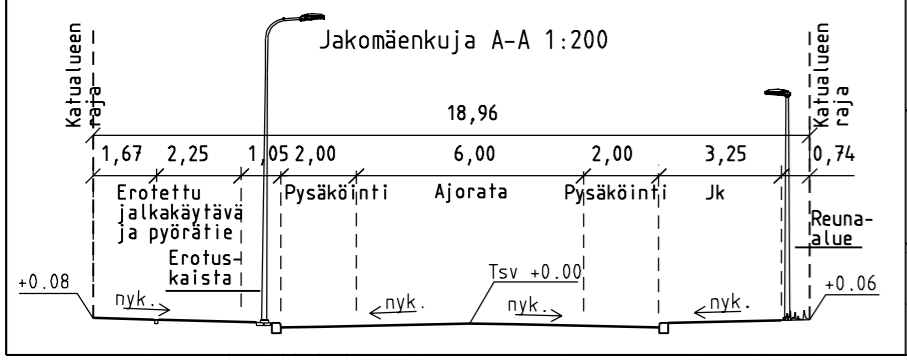 Jakomäenkuja A-A 1:200
Katualueen
raja
Katualueen
raja
18,96
1,67 2,25 1,05 2,00 6,00 2,00 3,25 0,74
Erotettu
jalkakäytävä
ja pyörätie
Pysäköinti
Ajorata
Pysäköinti
Jk
Erotus-
kaista
Reuna-
alue
+0.08
Tsv +0.00
+0.06
nyk.
nyk.
nyk.
nyk.